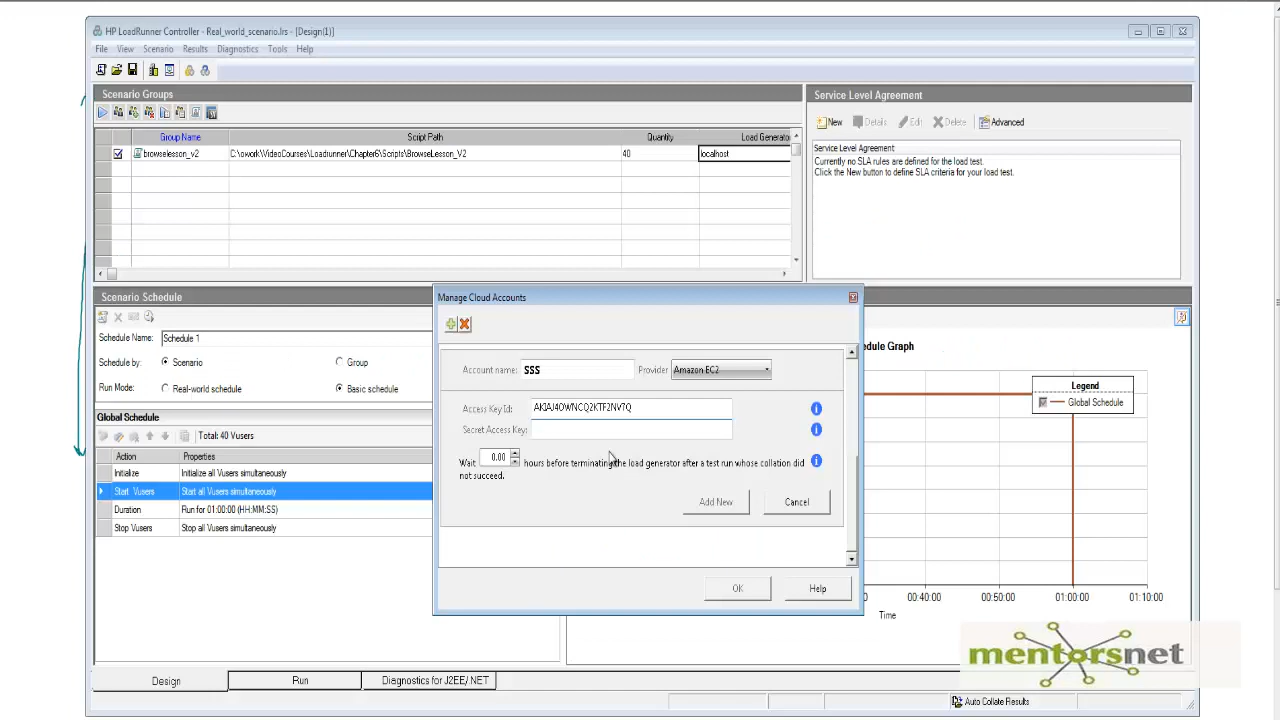 HP LoadRunner Controller - Real_world_scenario.lrs - [Design(1)]
File View Scenario Results Diagnostics Tools Help
Scenario Groups
Group Name Script Path Quantity Load Generato
browselesson_v2 C:\owork\VideoCourses\Loadrunner\Chapter6\Scripts\BrowseLesson_V2 40 localhost
Service Level Agreement
New Details Edit Delete Advanced
Service Level Agreement
Currently no SLA rules are defined for the load test.
Click the New button to define SLA criteria for your load test.
Scenario Schedule
Schedule Name: Schedule 1
Schedule by: Scenario Group
Run Mode: Real-world schedule Basic schedule
Global Schedule
Total: 40 Vusers
Action Properties
Initialize Initialize all Vusers simultaneously
Start Vusers Start all Vusers simultaneously
Duration Run for 01:00:00 (HH:MM:SS)
Stop Vusers Stop all Vusers simultaneously
Manage Cloud Accounts
Account name: SSS Provider Amazon EC2
Access Key Id:
Secret Access Key:
Wait 0.00 hours before terminating the load generator after a test run whose collation did
not succeed.
Add New Cancel
OK Help
dule Graph
Legend
Global Schedule
00:40:00 00:50:00 01:00:00 01:10:00
Time
mentorsnet
Design Run Diagnostics for J2EE/.NET
Auto Collate Results